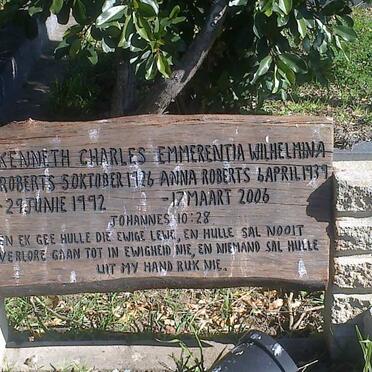 KENNETH CHARLES EMMERENTIA WILHELMINA
ROBERTS 5 OKTOBER 1926 ANNA ROBERTS 6 APRIL 1939
- 29 JUNIE 1992 - 17 MAART 2006
JOHANNES 10:28
EN EK GEE HULLE DIE EWIGE LEWE, EN HULLE SAL NOOIT
VERLORE GAAN TOT IN EWIGHEID NIE, EN NIEMAND SAL HULLE
UIT MY HAND RUK NIE.